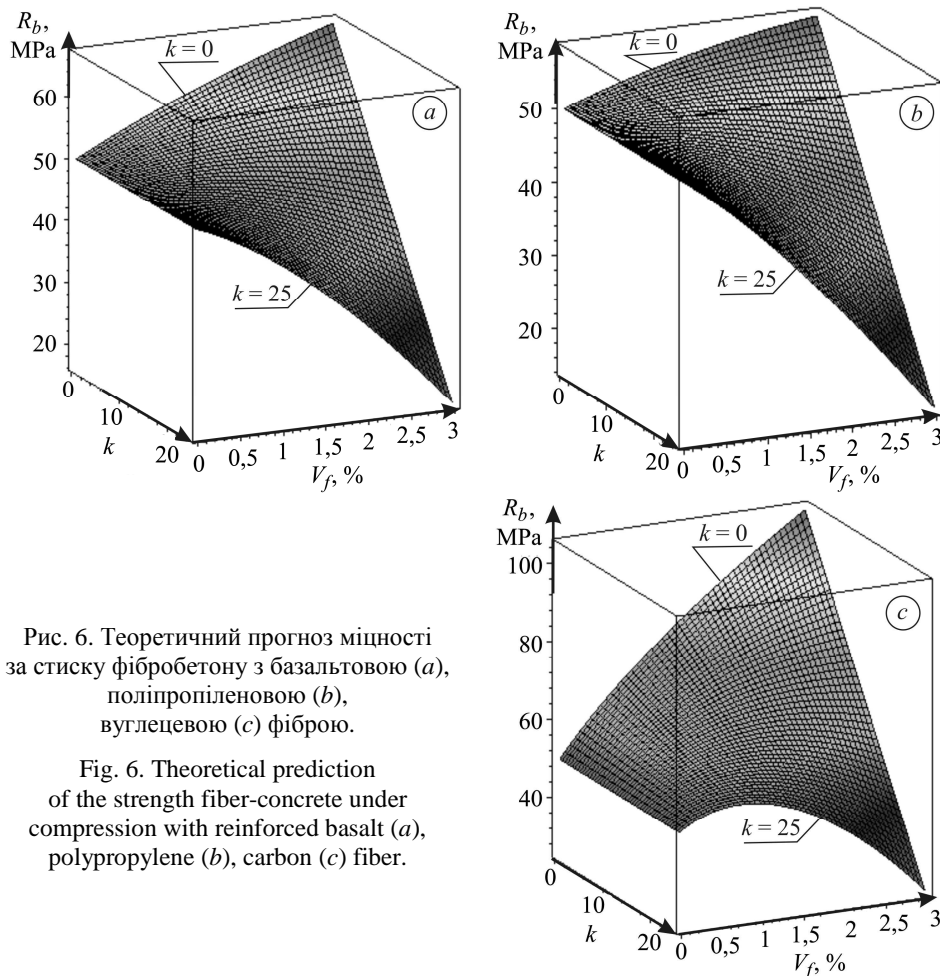 R_b,
MPa
k = 0
a
60
50
40
30
20
k = 25
0
10
20
k
0 0,5 1 1,5 2 2,5 3
V_f, %
R_b,
MPa
k = 0
b
50
40
30
20
k = 25
0
10
20
k
0 0,5 1 1,5 2 2,5 3
V_f, %
R_b,
MPa
k = 0
c
100
80
60
40
k = 25
0
10
20
k
0 0,5 1 1,5 2 2,5 3
V_f, %
Рис. 6. Теоретичний прогноз міцності
за стиску фібробетону з базальтовою (a),
поліпропіленовою (b),
вуглецевою (c) фіброю.
Fig. 6. Theoretical prediction
of the strength fiber-concrete under
compression with reinforced basalt (a),
polypropylene (b), carbon (c) fiber.